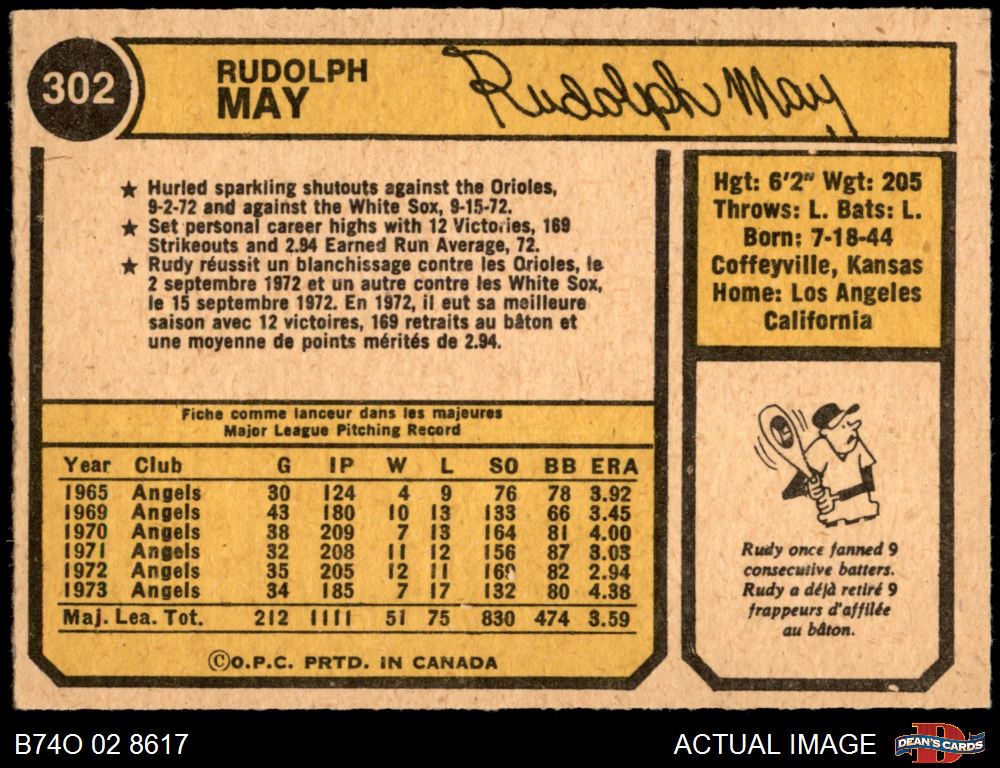 302
RUDOLPH
MAY
Rudolph May
★ Hurled sparkling shutouts against the Orioles,
9-2-72 and against the White Sox, 9-15-72.
★ Set personal career highs with 12 Victories, 169
Strikeouts and 2.94 Earned Run Average, 72.
★ Rudy réussit un blanchissage contre les Orioles, le
2 septembre 1972 et un autre contre les White Sox,
le 15 septembre 1972. En 1972, il eut sa meilleure
saison avec 12 victoires, 169 retraits au bâton et
une moyenne de points mérités de 2.94.
Hgt: 6'2" Wgt: 205
Throws: L. Bats: L.
Born: 7-18-44
Coffeyville, Kansas
Home: Los Angeles
California
Fiche comme lanceur dans les majeures
Major League Pitching Record
Year Club G IP W L SO BB ERA
1965 Angels 30 124 4 9 76 78 3.92
1969 Angels 43 180 10 13 133 66 3.45
1970 Angels 38 209 7 13 164 81 4.00
1971 Angels 32 208 11 12 156 87 3.03
1972 Angels 35 205 12 11 169 82 2.94
1973 Angels 34 185 7 17 132 80 4.38
Maj. Lea. Tot. 212 1111 51 75 830 474 3.59
©O.P.C. PRTD. IN CANADA
Rudy once fanned 9
consecutive batters.
Rudy a déjà retiré 9
frappeurs d'affilée
au bâton.
B74O 02 8617
ACTUAL IMAGE
D
DEAN'S CARDS